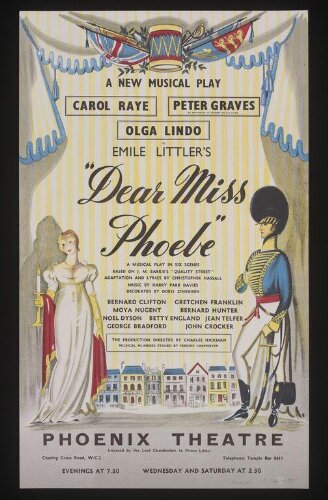 A NEW MUSICAL PLAY
CAROL RAYE PETER GRAVES
OLGA LINDO
IN
EMILE LITTLER'S
"Dear Miss
Phoebe"
A MUSICAL PLAY IN SIX SCENES
BASED ON J. M. BARRIE'S "QUALITY STREET"
ADAPTATION AND LYRICS BY CHRISTOPHER HASSALL
MUSIC BY HARRY PARR DAVIES
DECORATED BY DORIS ZINKEISEN
BERNARD CLIFTON GRETCHEN FRANKLIN
MOYA NUGENT BERNARD HUNTER
NOEL DYSON BETTY ENGLAND JEAN TELFER
GEORGE BRADFORD JOHN CROCKER
THE PRODUCTION DIRECTED BY CHARLES HICKMAN
MUSICAL NUMBERS STAGED BY FREDDIE CARPENTER
PHOENIX THEATRE
Licensed by the Lord Chamberlain to Prince Littler
Charing Cross Road, W.C.2 Telephone: Temple Bar 8611
EVENINGS AT 7.30 WEDNESDAY AND SATURDAY AT 2.30